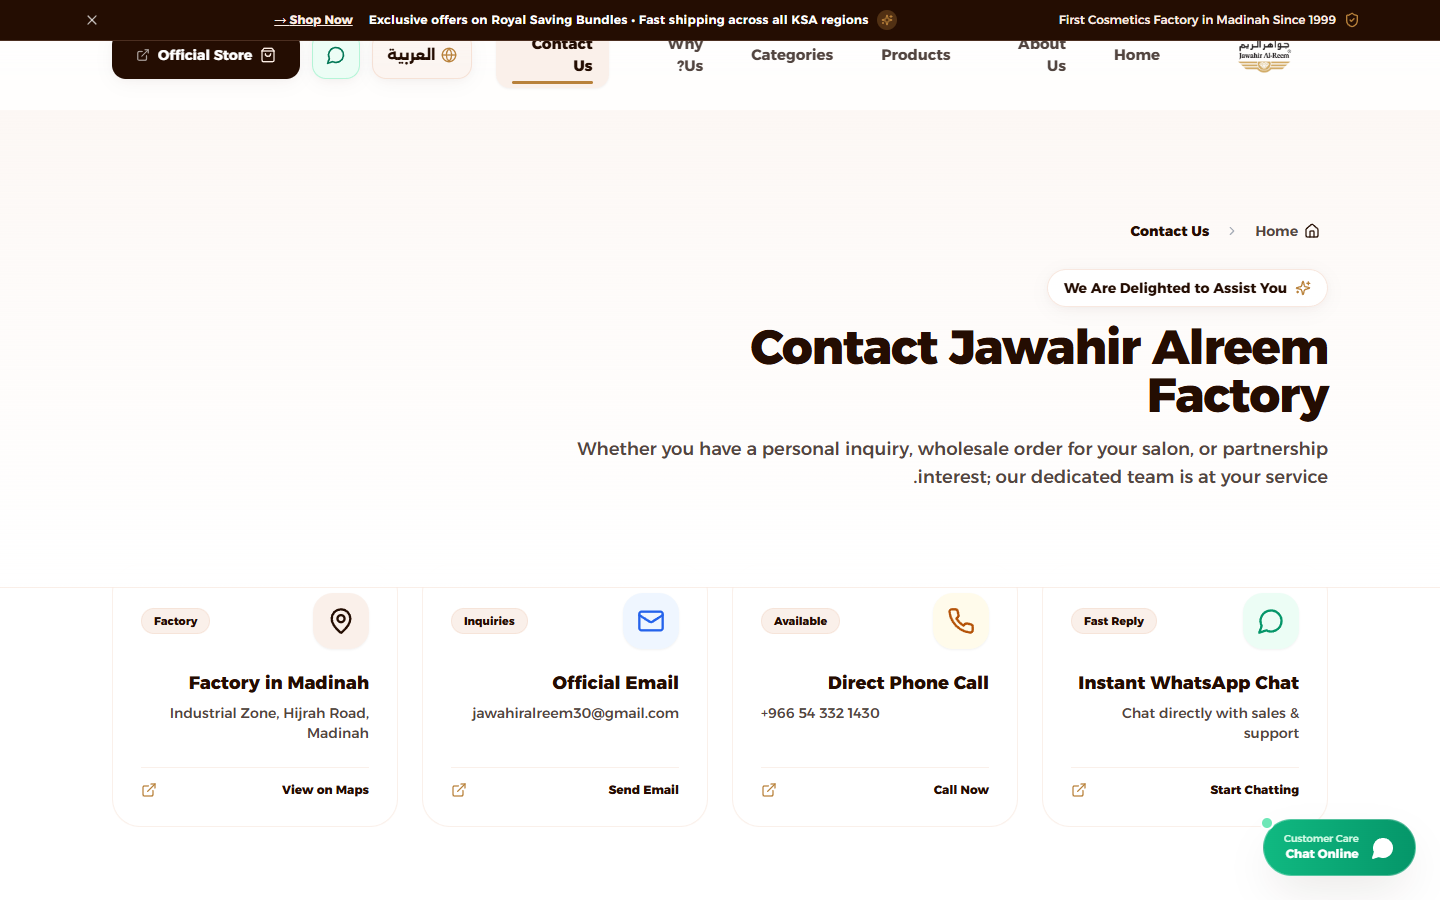 First Cosmetics Factory in Madinah Since 1999
Exclusive offers on Royal Saving Bundles • Fast shipping across all KSA regions
→ Shop Now
جواهر الريم
Jawahir Al-Reem
Home
About
Us
Products
Categories
Why
?Us
Contact
Us
العربية
Official Store
Home
Contact Us
We Are Delighted to Assist You
Contact Jawahir Alreem
Factory
Whether you have a personal inquiry, wholesale order for your salon, or partnership
.interest; our dedicated team is at your service
Fast Reply
Instant WhatsApp Chat
Chat directly with sales &
support
Start Chatting
Available
Direct Phone Call
+966 54 332 1430
Call Now
Inquiries
Official Email
jawahiralreem30@gmail.com
Send Email
Factory
Factory in Madinah
Industrial Zone, Hijrah Road,
Madinah
View on Maps
Customer Care
Chat Online